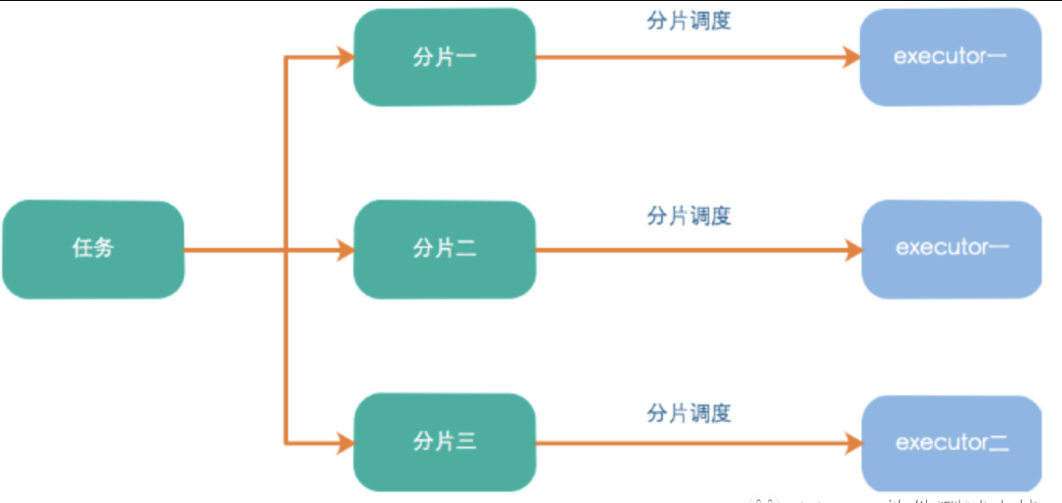 分片调度
分片一
executor一
分片调度
任务
分片二
executor一
分片调度
分片三
executor二